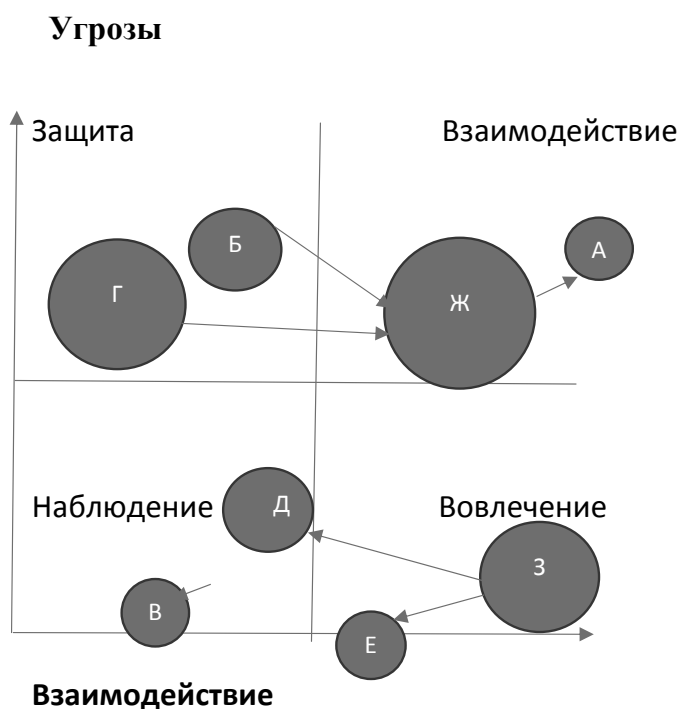 Угрозы
Защита
Взаимодействие
Б
А
Г
Ж
Наблюдение
Д
Вовлечение
З
В
Е
Взаимодействие